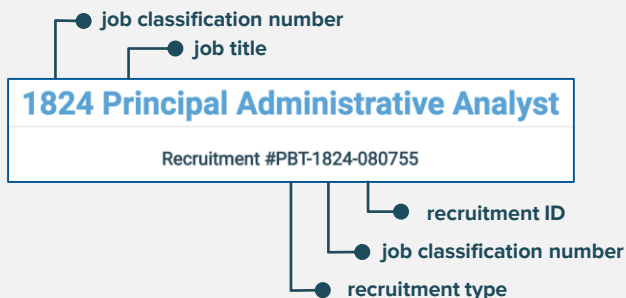 job classification number
job title
1824 Principal Administrative Analyst
Recruitment #PBT-1824-080755
recruitment ID
job classification number
recruitment type